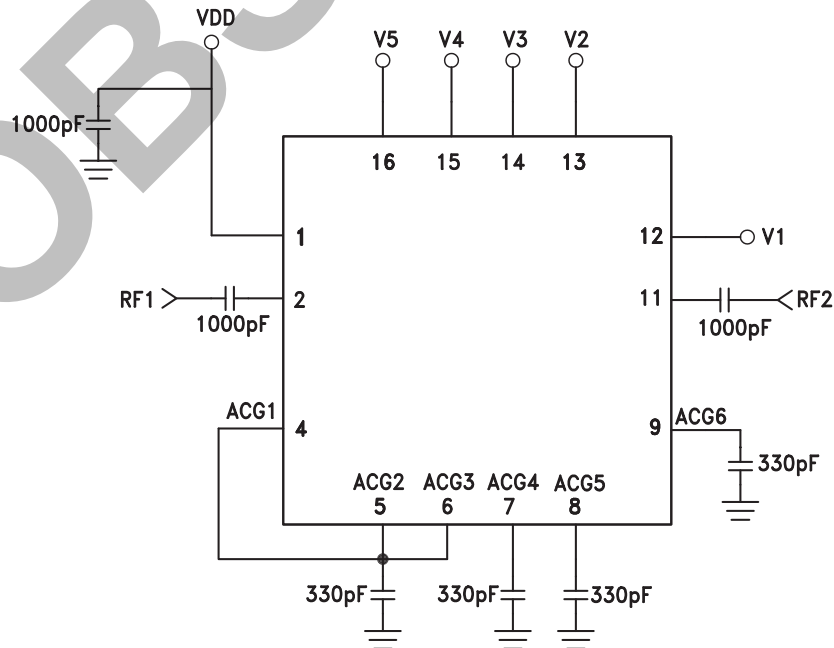 VDD
V5 V4 V3 V2
1000pF
16 15 14 13
1 12 V1
RF1 2 11 RF2
1000pF 1000pF
ACG1 ACG6
4 9
330pF
ACG2 ACG3 ACG4 ACG5
5 6 7 8
330pF 330pF 330pF